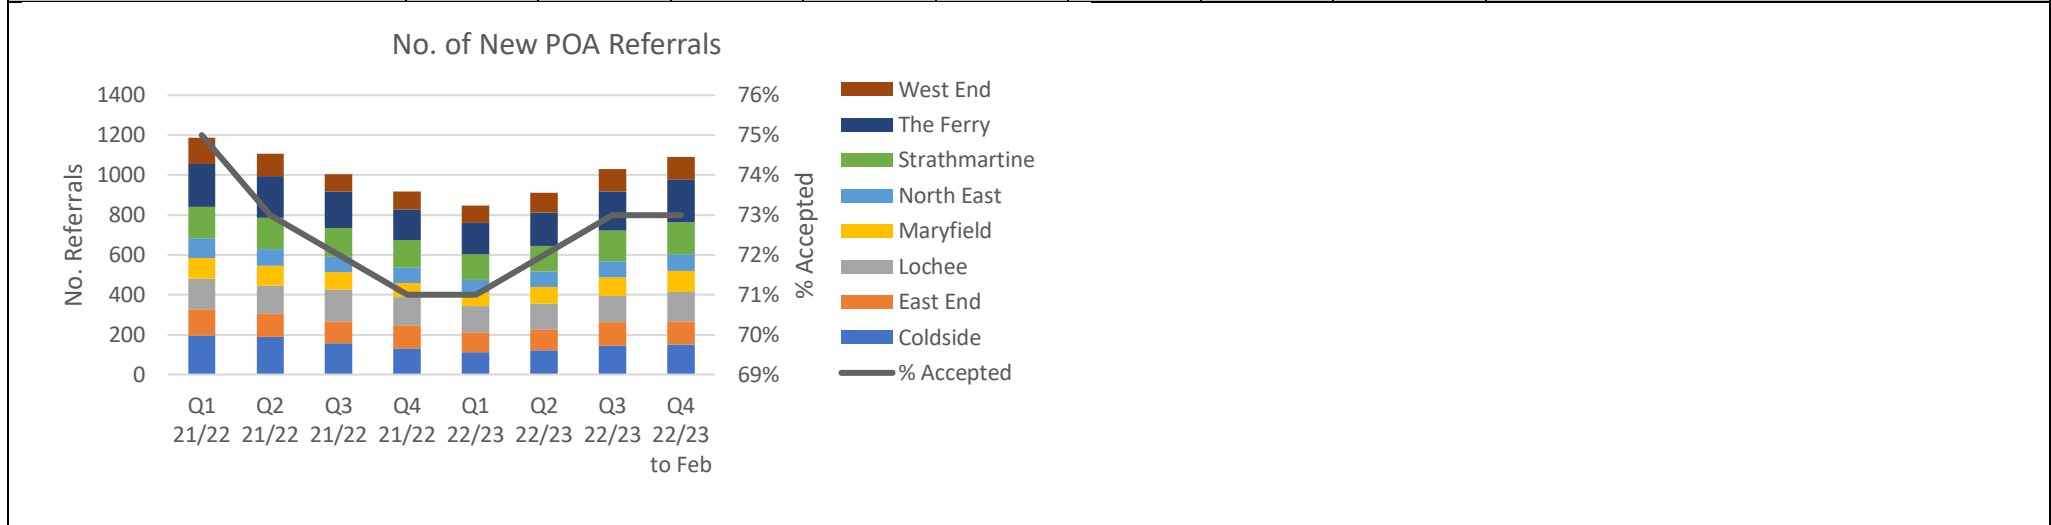 No. of New POA Referrals
1400
1200
1000
800
600
400
200
0
No. Referrals
76%
75%
74%
73%
72%
71%
70%
69%
% Accepted
Q1 Q2 Q3 Q4 Q1 Q2 Q3 Q4
21/22 21/22 21/22 21/22 22/23 22/23 22/23 22/23
to Feb
West End
The Ferry
Strathmartine
North East
Maryfield
Lochee
East End
Coldside
% Accepted